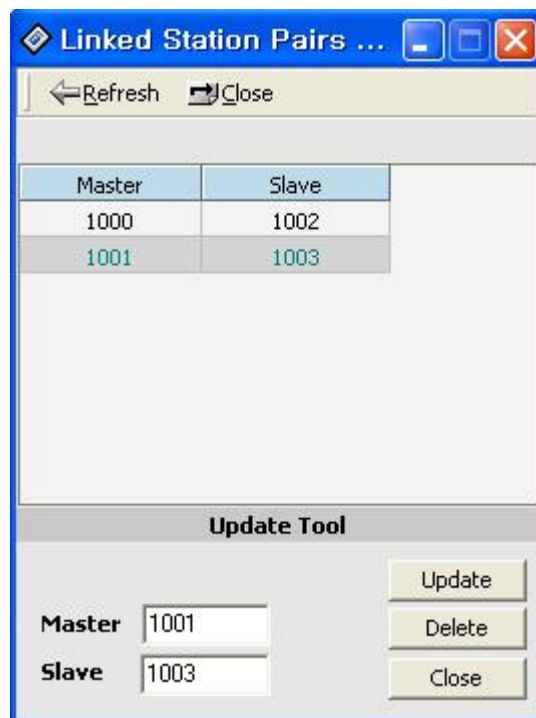 Linked Station Pairs ...
Refresh Close
Master Slave
1000 1002
1001 1003
Update Tool
Update
Master 1001 Delete
Slave 1003 Close